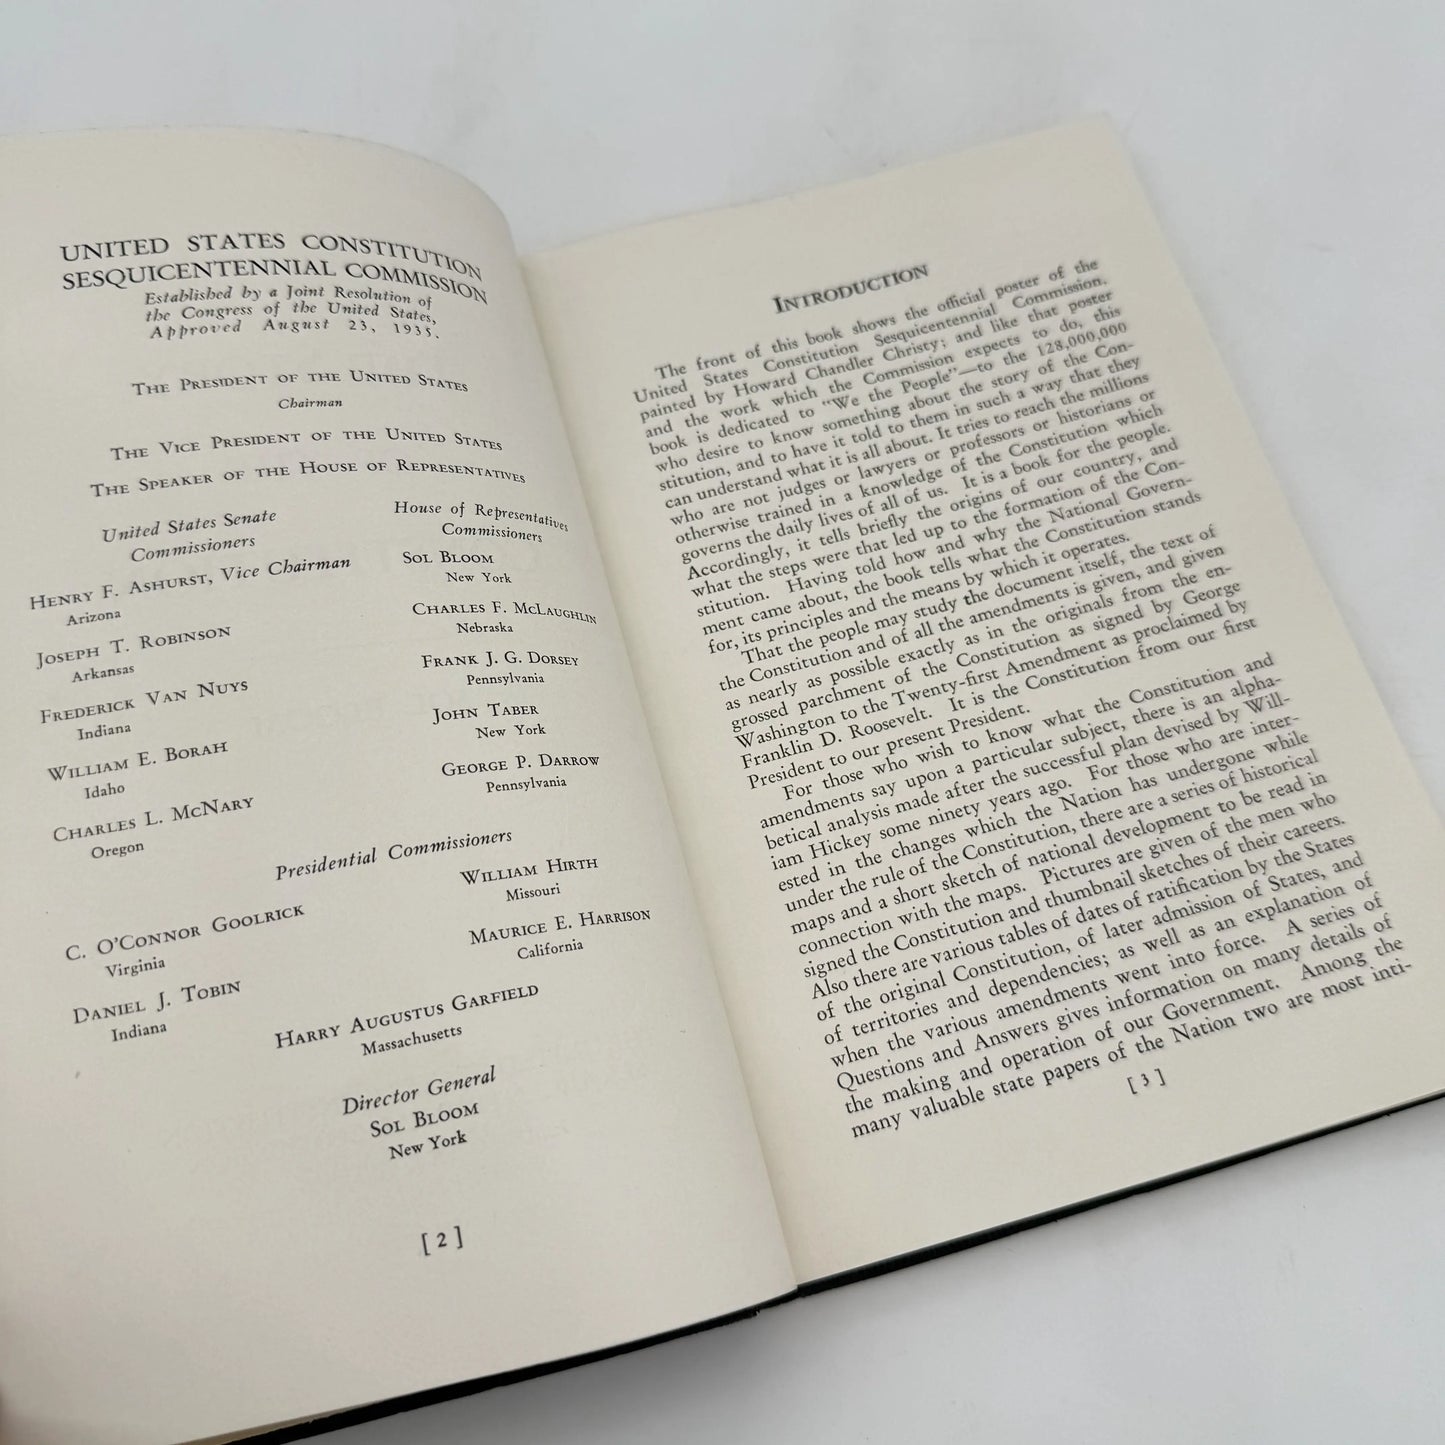 UNITED STATES CONSTITUTION
SESQUICENTENNIAL COMMISSION
Established by a Joint Resolution of
the Congress of the United States,
Approved August 23, 1935.
THE PRESIDENT OF THE UNITED STATES
Chairman
THE VICE PRESIDENT OF THE UNITED STATES
THE SPEAKER OF THE HOUSE OF REPRESENTATIVES
United States Senate
Commissioners
HENRY F. ASHURST, Vice Chairman
Arizona
JOSEPH T. ROBINSON
Arkansas
FREDERICK VAN NUYS
Indiana
WILLIAM E. BORAH
Idaho
CHARLES L. MCNARY
Oregon
House of Representatives
Commissioners
SOL BLOOM
New York
CHARLES F. MCLAUGHLIN
Nebraska
FRANK J. G. DORSEY
Pennsylvania
JOHN TABER
New York
GEORGE P. DARROW
Pennsylvania
Presidential Commissioners
C. O'CONNOR GOOLRICK
Virginia
DANIEL J. TOBIN
Indiana
WILLIAM HIRTH
Missouri
MAURICE E. HARRISON
California
HARRY AUGUSTUS GARFIELD
Massachusetts
Director General
SOL BLOOM
New York
[ 2 ]
INTRODUCTION
The front of this book shows the official poster of the
United States Constitution Sesquicentennial Commission,
painted by Howard Chandler Christy; and like that poster
and the work which the Commission expects to do, this
book is dedicated to "We the People"—to the 128,000,000
who desire to know something about the story of the Con-
stitution, and to have it told to them in such a way that they
can understand what it is all about. It tries to reach the millions
who are not judges or lawyers or professors or historians or
otherwise trained in a knowledge of the Constitution which
governs the daily lives of all of us. It is a book for the people.
Accordingly, it tells briefly the origins of our country, and
what the steps were that led up to the formation of the Con-
stitution. Having told how and why the National Govern-
ment came about, the book tells what the Constitution stands
for, its principles and the means by which it operates.
That the people may study the document itself, the text of
the Constitution and of all the amendments is given, and given
as nearly as possible exactly as in the originals from the en-
grossed parchment of the Constitution as signed by George
Washington to the Twenty-first Amendment as proclaimed by
Franklin D. Roosevelt. It is the Constitution from our first
President to our present President.
For those who wish to know what the Constitution and
amendments say upon a particular subject, there is an alpha-
betical analysis made after the successful plan devised by Will-
iam Hickey some ninety years ago. For those who are inter-
ested in the changes which the Nation has undergone while
under the rule of the Constitution, there are a series of historical
maps and a short sketch of national development to be read in
connection with the maps. Pictures are given of the men who
signed the Constitution and thumbnail sketches of their careers.
Also there are various tables of dates of ratification by the States
of the original Constitution, of later admission of States, and
of territories and dependencies; as well as an explanation of
when the various amendments went into force. A series of
Questions and Answers gives information on many details of
the making and operation of our Government. Among the
many valuable state papers of the Nation two are most inti-
[ 3 ]